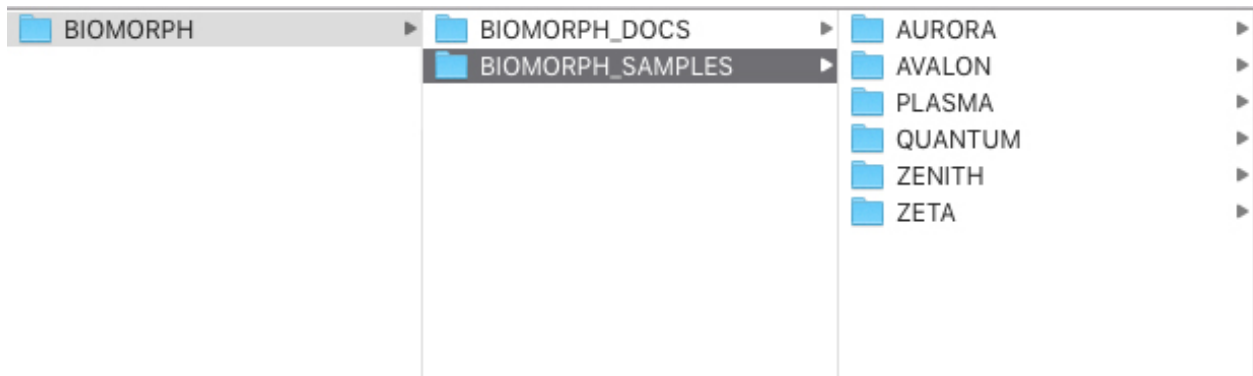 BIOMORPH
BIOMORPH_DOCS
BIOMORPH_SAMPLES
AURORA
AVALON
PLASMA
QUANTUM
ZENITH
ZETA